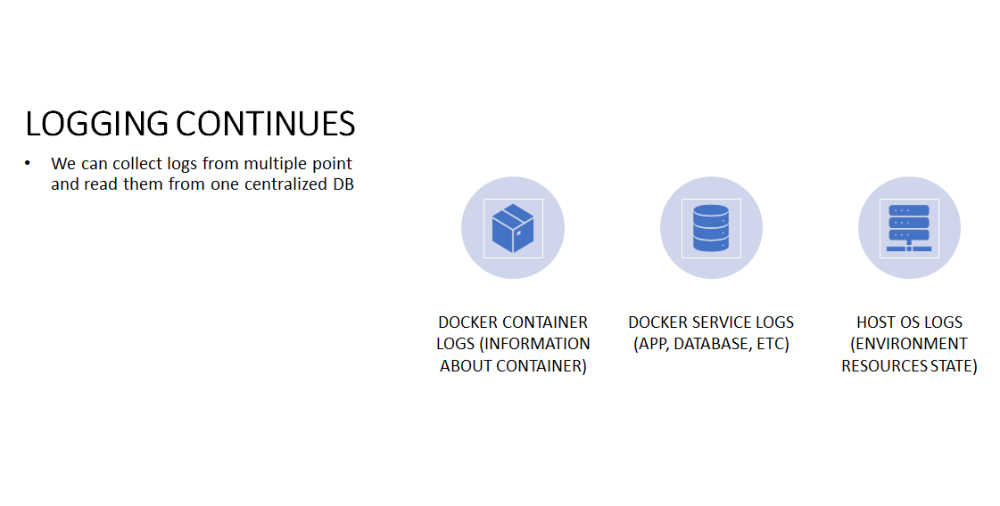 LOGGING CONTINUES
• We can collect logs from multiple point
and read them from one centralized DB
DOCKER CONTAINER
LOGS (INFORMATION
ABOUT CONTAINER)
DOCKER SERVICE LOGS
(APP, DATABASE, ETC)
HOST OS LOGS
(ENVIRONMENT
RESOURCES STATE)